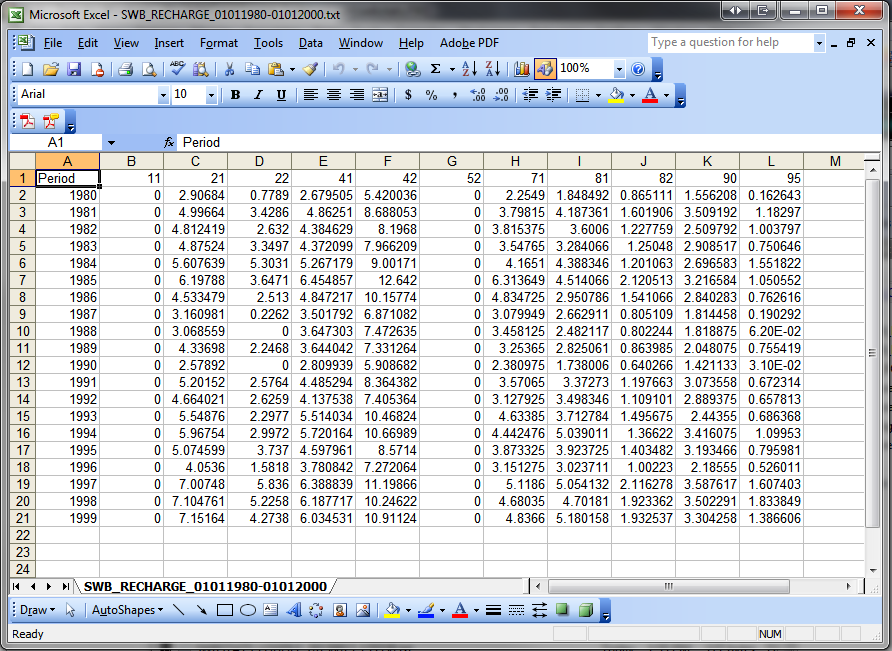 Microsoft Excel - SWB_RECHARGE_01011980-01012000.txt
File Edit View Insert Format Tools Data Window Help Adobe PDF Type a question for help
ABC Σ A Z Z A 100% ?
Arial 10 B I U $ % , .00 .0 A
A1 fx Period
A B C D E F G H I J K L M
1 Period 11 21 22 41 42 52 71 81 82 90 95
2 1980 0 2.90684 0.7789 2.679505 5.420036 0 2.2549 1.848492 0.865111 1.556208 0.162643
3 1981 0 4.99664 3.4286 4.86251 8.688053 0 3.79815 4.187361 1.601906 3.509192 1.18297
4 1982 0 4.812419 2.632 4.384629 8.1968 0 3.815375 3.6006 1.227759 2.509792 1.003797
5 1983 0 4.87524 3.3497 4.372099 7.966209 0 3.54765 3.284066 1.25048 2.908517 0.750646
6 1984 0 5.607639 5.3031 5.267179 9.00171 0 4.1651 4.388346 1.201063 2.696583 1.551822
7 1985 0 6.19788 3.6471 6.454857 12.642 0 6.313649 4.514066 2.120513 3.216584 1.050552
8 1986 0 4.533479 2.513 4.847217 10.15774 0 4.834725 2.950786 1.541066 2.840283 0.762616
9 1987 0 3.160981 0.2262 3.501792 6.871082 0 3.079949 2.662911 0.805109 1.814458 0.190292
10 1988 0 3.068559 0 3.647303 7.472635 0 3.458125 2.482117 0.802244 1.818875 6.20E-02
11 1989 0 4.33698 2.2468 3.644042 7.331264 0 3.25365 2.825061 0.863985 2.048075 0.755419
12 1990 0 2.57892 0 2.809939 5.908682 0 2.380975 1.738006 0.640266 1.421133 3.10E-02
13 1991 0 5.20152 2.5764 4.485294 8.364382 0 3.57065 3.37273 1.197663 3.073558 0.672314
14 1992 0 4.664021 2.6259 4.137538 7.405364 0 3.127925 3.498346 1.109101 2.889375 0.657813
15 1993 0 5.54876 2.2977 5.514034 10.46824 0 4.63385 3.712784 1.495675 2.44355 0.686368
16 1994 0 5.96754 2.9972 5.720164 10.66989 0 4.442476 5.039011 1.36622 3.416075 1.09953
17 1995 0 5.074599 3.737 4.597961 8.5714 0 3.873325 3.923725 1.403482 3.193466 0.795981
18 1996 0 4.0536 1.5818 3.780842 7.272064 0 3.151275 3.023711 1.00223 2.18555 0.526011
19 1997 0 7.00748 5.836 6.388839 11.19866 0 5.1186 5.054132 2.116278 3.587617 1.607403
20 1998 0 7.104761 5.2258 6.187717 10.24622 0 4.68035 4.70181 1.923362 3.502291 1.833849
21 1999 0 7.15164 4.2738 6.034531 10.91124 0 4.8366 5.180158 1.932537 3.304258 1.386606
22
23
24
SWB_RECHARGE_01011980-01012000
Draw AutoShapes A A A
Ready NUM